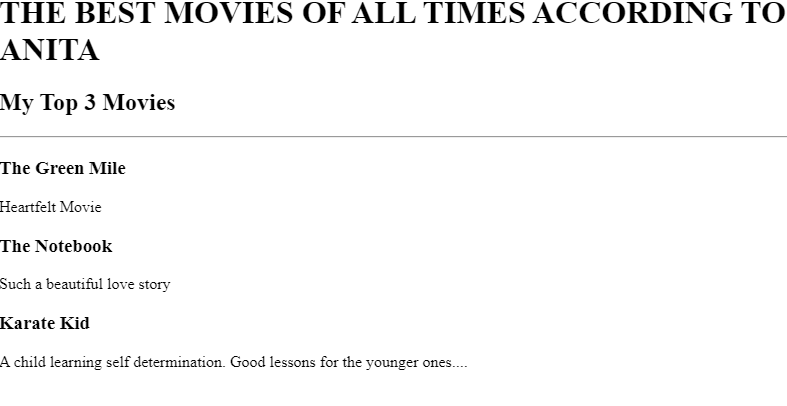 THE BEST MOVIES OF ALL TIMES ACCORDING TO
ANITA
My Top 3 Movies
The Green Mile
Heartfelt Movie
The Notebook
Such a beautiful love story
Karate Kid
A child learning self determination. Good lessons for the younger ones....